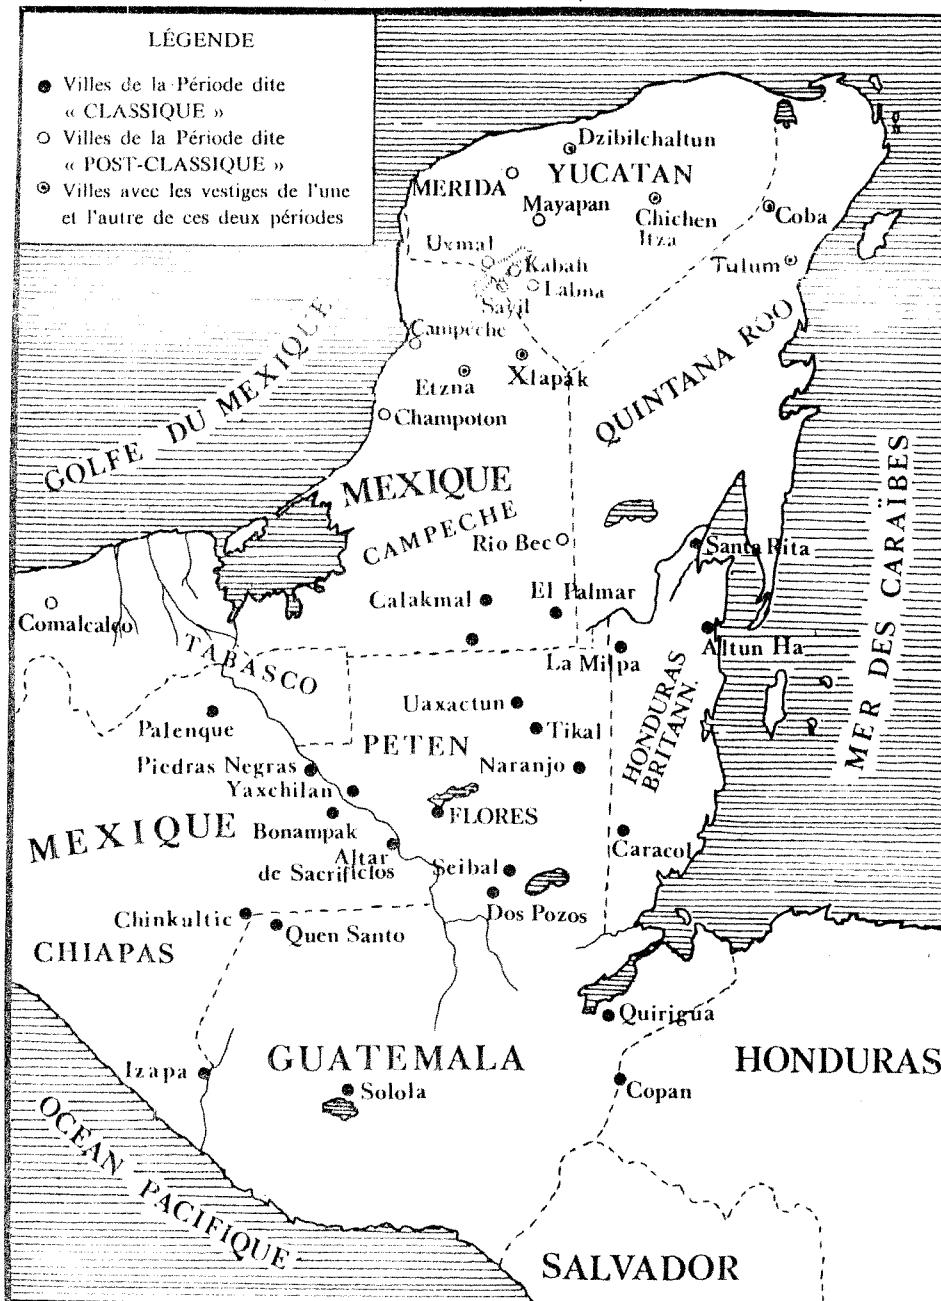 LÉGENDE
Villes de la Période dite
« CLASSIQUE »
Villes de la Période dite
“POST-CLASSIQUE »
Villes avec les vestiges de l'une
et l'autre de ces deux périodes
Dzibilchaltun
MERIDA
YUCATAN
Mayapan
Chichen
Itza
Coba
Uxmal
Kabah
Tulum
Labna
Sayil
Campeche
Xlapak
Etzna
Champoton
QUINTANA ROO
GOLFE DU MEXIQUE
MEXIQUE
CAMPECHE
Rio Bec
Santa Rita
MER DES CARAÏBES
Calakmal
El Palmar
Comalcalco
TABASCO
La Milpa
Altun Ha
Uaxactun
HONDURAS
BRITANN.
Palenque
Tikal
PETEN
Piedras Negras
Naranjo
Yaxchilan
FLORES
MEXIQUE
Bonampak
Altar
de Sacrificios
Caracol
Seibal
Dos Pozos
Chinkultic
Quen Santo
CHIAPAS
Quirigua
GUATEMALA
HONDURAS
Izapa
Solola
Copan
OCEAN PACIFIQUE
SALVADOR